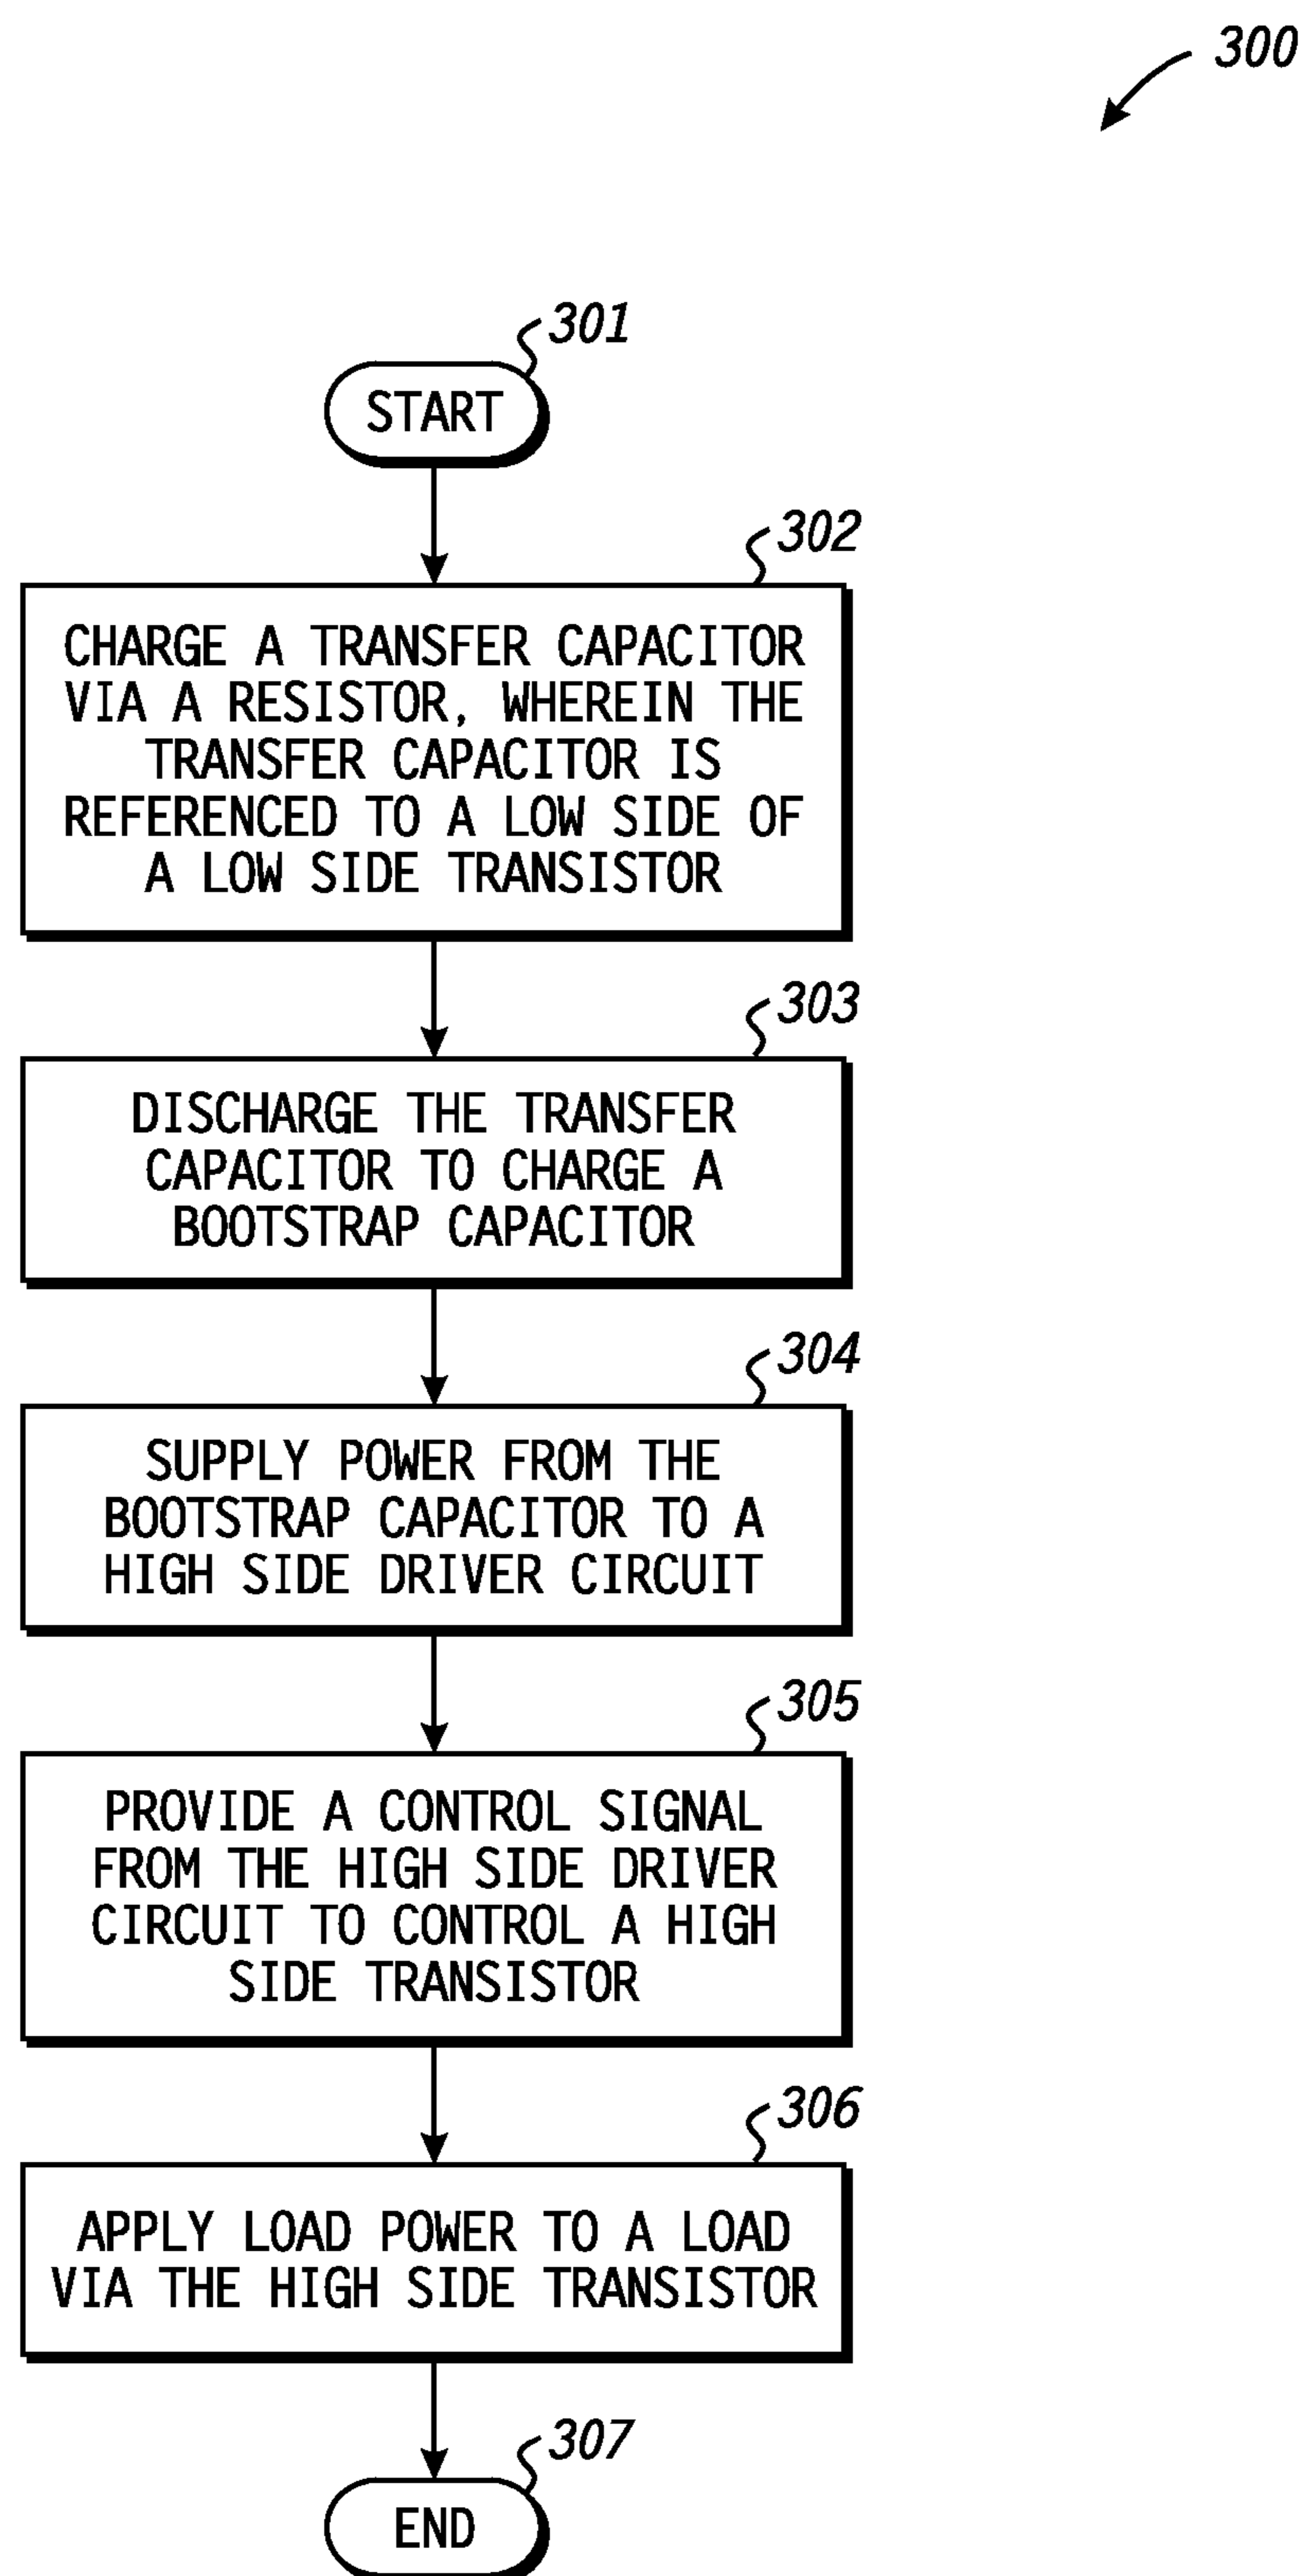 300
301
START
302
CHARGE A TRANSFER CAPACITOR
VIA A RESISTOR, WHEREIN THE
TRANSFER CAPACITOR IS
REFERENCED TO A LOW SIDE OF
A LOW SIDE TRANSISTOR
303
DISCHARGE THE TRANSFER
CAPACITOR TO CHARGE A
BOOTSTRAP CAPACITOR
304
SUPPLY POWER FROM THE
BOOTSTRAP CAPACITOR TO A
HIGH SIDE DRIVER CIRCUIT
305
PROVIDE A CONTROL SIGNAL
FROM THE HIGH SIDE DRIVER
CIRCUIT TO CONTROL A HIGH
SIDE TRANSISTOR
306
APPLY LOAD POWER TO A LOAD
VIA THE HIGH SIDE TRANSISTOR
307
END